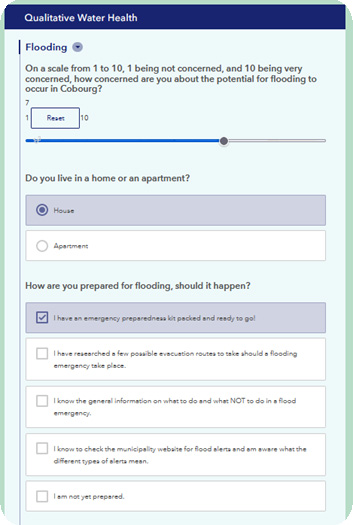 Qualitative Water Health
Flooding
On a scale from 1 to 10, 1 being not concerned, and 10 being very
concerned, how concerned are you about the potential for flooding to
occur in Cobourg?
7
1 Reset 10
Do you live in a home or an apartment?
House
Apartment
How are you prepared for flooding, should it happen?
I have an emergency preparedness kit packed and ready to go!
I have researched a few possible evacuation routes to take should a flooding
emergency take place.
I know the general information on what to do and what NOT to do in a flood
emergency.
I know to check the municipality website for flood alerts and am aware what the
different types of alerts mean.
I am not yet prepared.